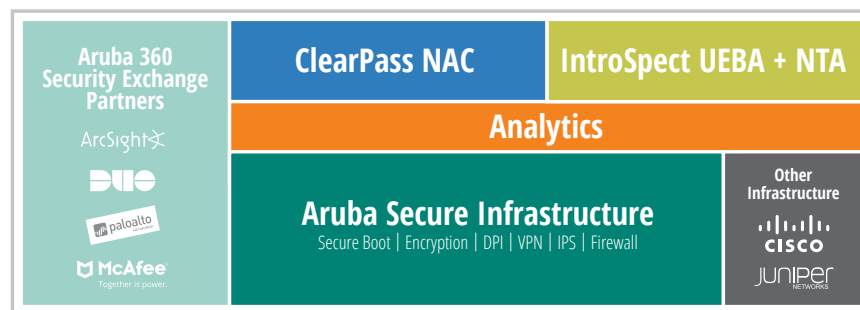 Aruba 360
Security Exchange
Partners
ArcSight
DUO
paloalto
NETWORKS
McAfee
Together is power.
ClearPass NAC
IntroSpect UEBA + NTA
Analytics
Aruba Secure Infrastructure
Secure Boot | Encryption | DPI | VPN | IPS | Firewall
Other
Infrastructure
CISCO
JUNIPER
NETWORKS